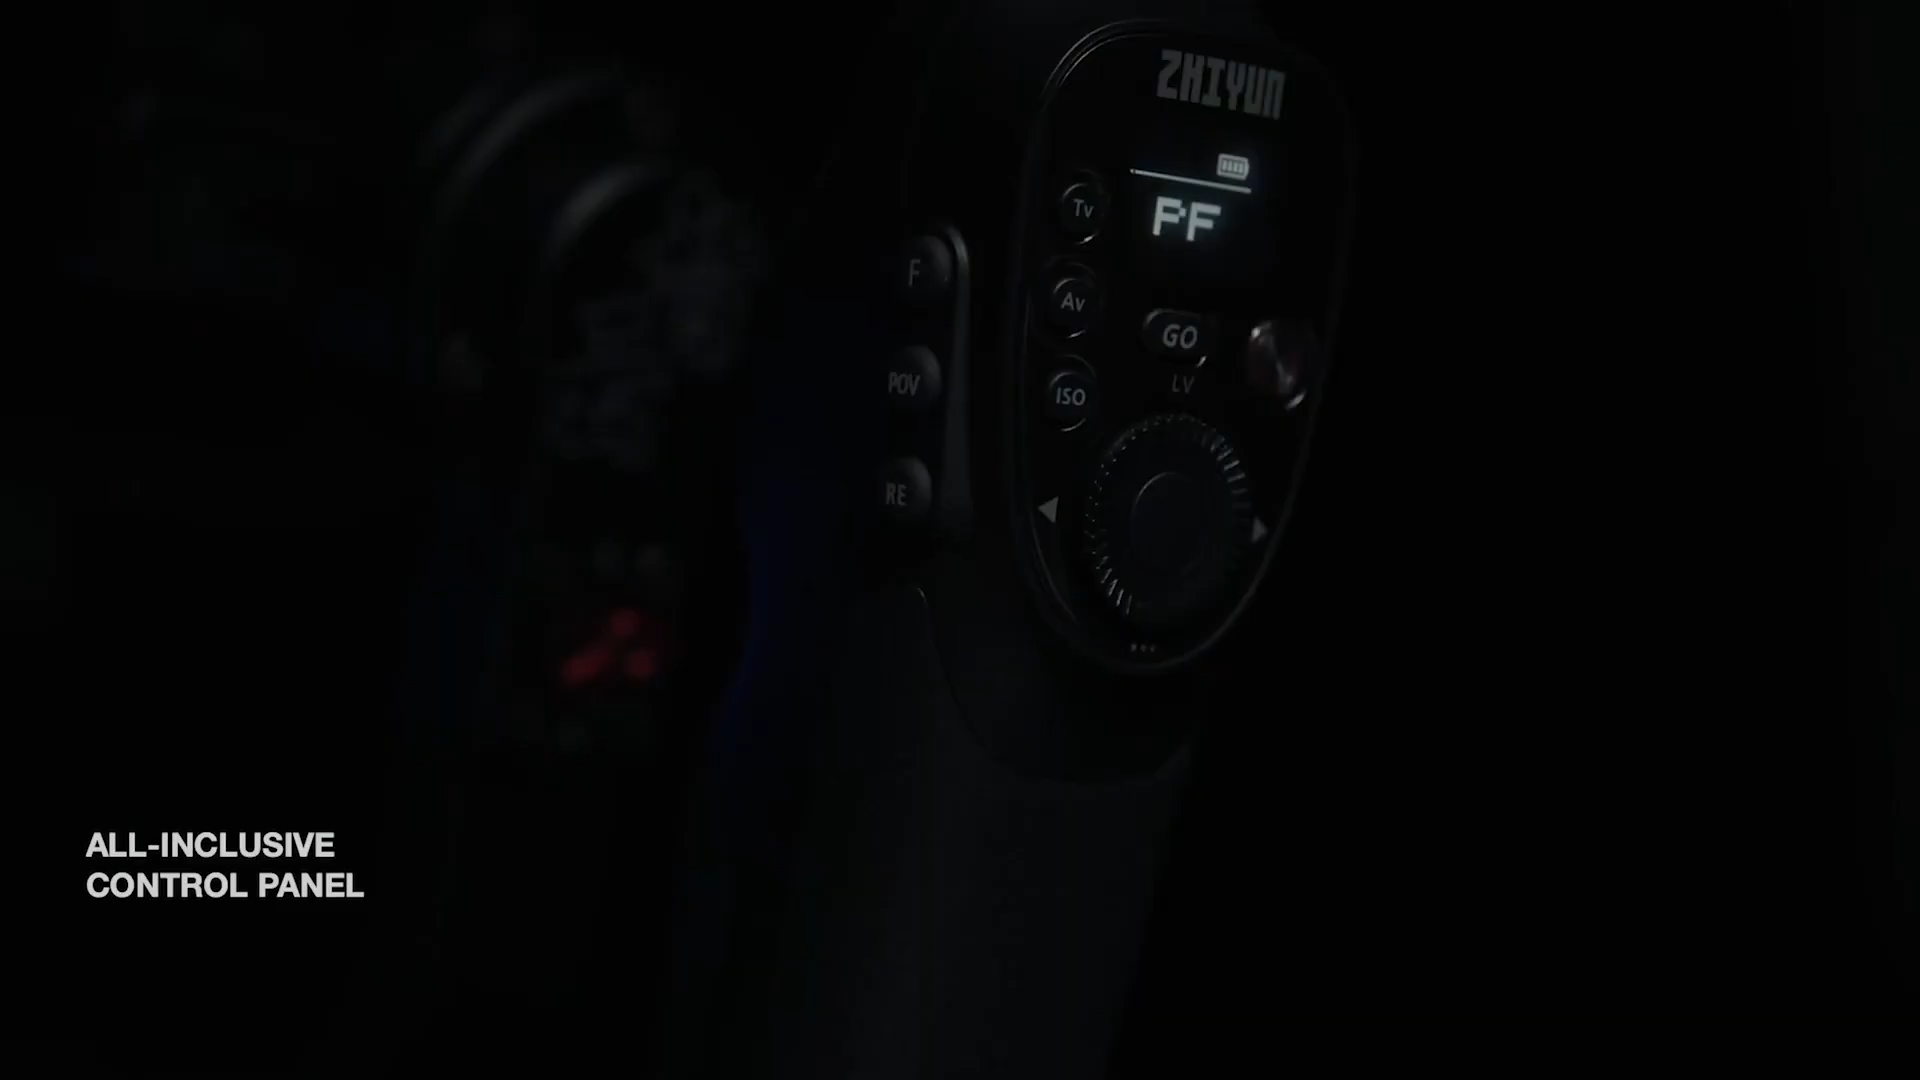 ZHIYUN
PF
Tv
Av
ISO
GO
LV
F
POV
RE
ALL-INCLUSIVE
CONTROL PANEL